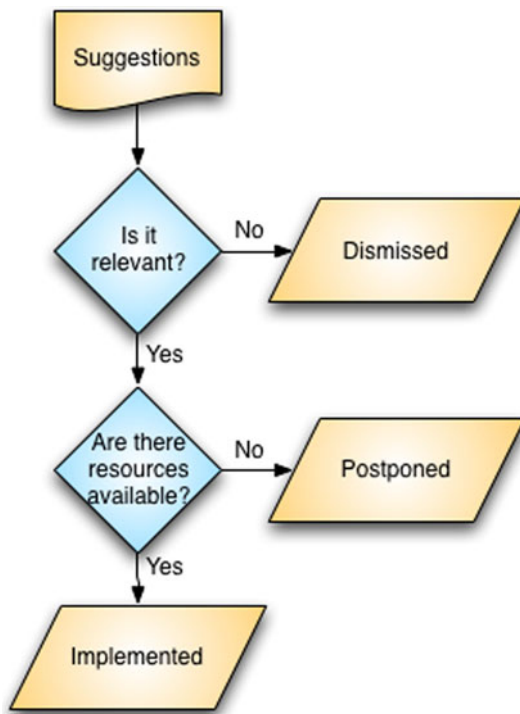 Suggestions
Is it
relevant?
No
Dismissed
Yes
Are there
resources
available?
No
Postponed
Yes
Implemented